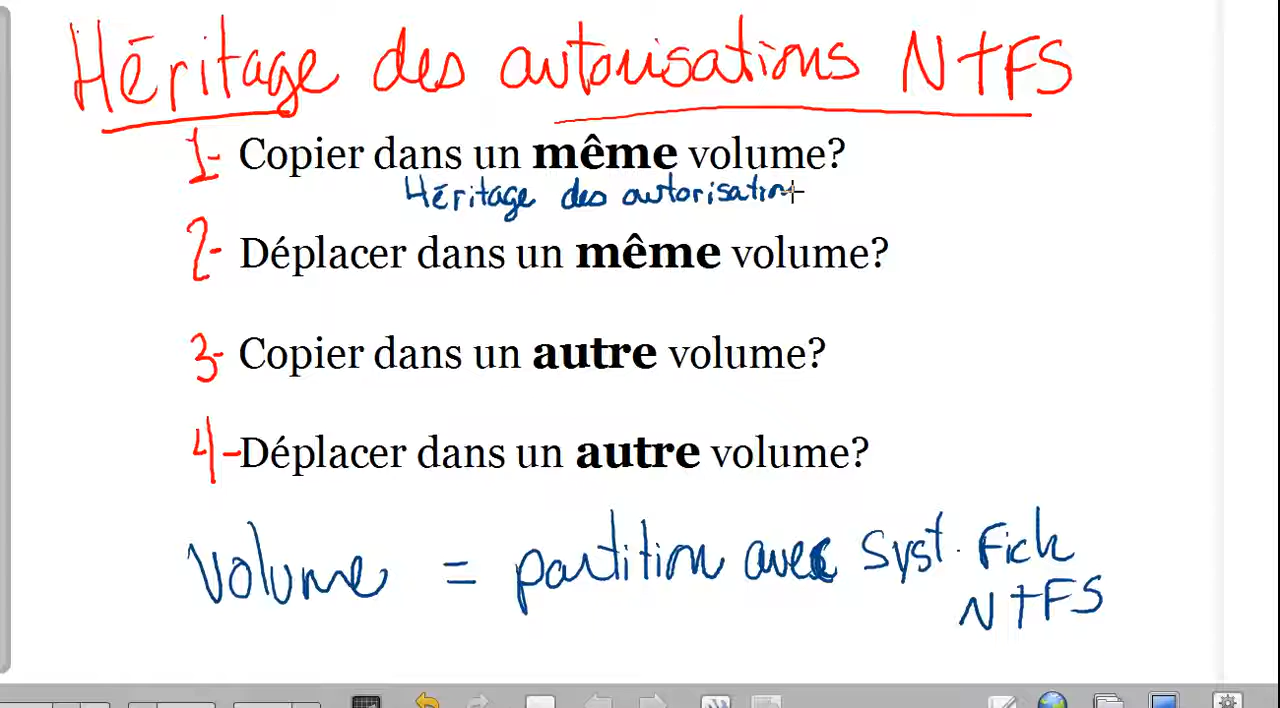 Héritage des autorisations NTFS
1- Copier dans un même volume?
Héritage des autorisation
2- Déplacer dans un même volume?
3- Copier dans un autre volume?
4- Déplacer dans un autre volume?
Volume = partition avec Syst. Fich
NTFS